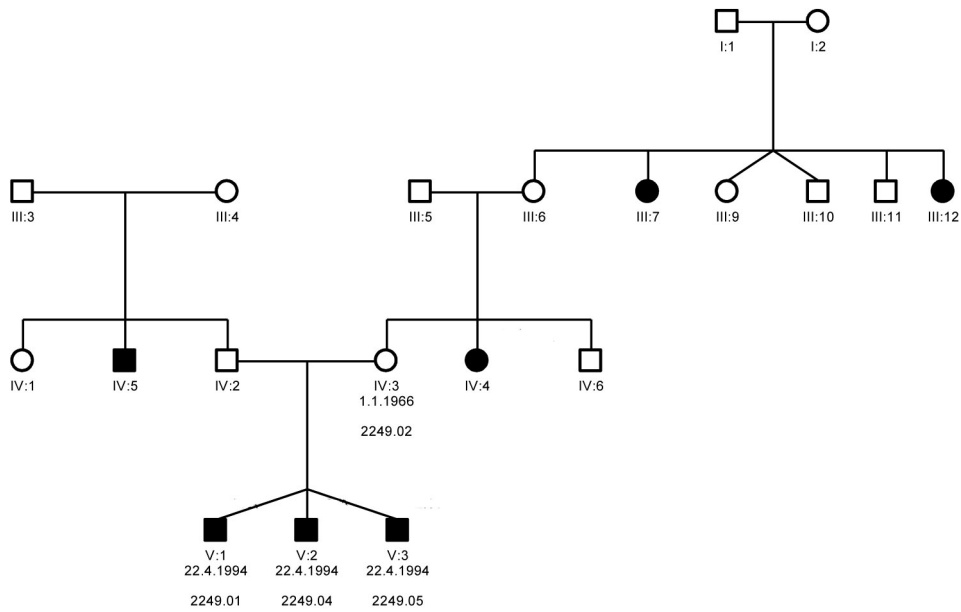 I:1 I:2
III:3 III:4 III:5 III:6 III:7 III:9 III:10 III:11 III:12
IV:1 IV:5 IV:2 IV:3 IV:4 IV:6
1.1.1966
2249.02
V:1 V:2 V:3
22.4.1994 22.4.1994 22.4.1994
2249.01 2249.04 2249.05